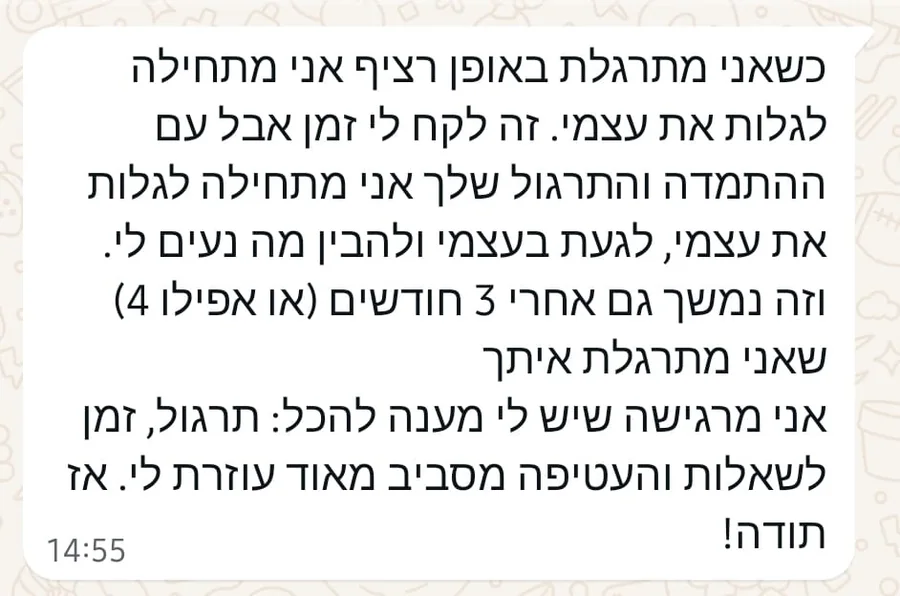 כשאני מתרגלת באופן רציף אני מתחילה
לגלות את עצמי. זה לקח לי זמן אבל עם
ההתמדה והתרגול שלך אני מתחילה לגלות
את עצמי, לגעת בעצמי ולהבין מה נעים לי.
וזה נמשך גם אחרי 3 חודשים (או אפילו 4)
שאני מתרגלת איתך
אני מרגישה שיש לי מענה להכל: תרגול, זמן
לשאלות והעטיפה מסביב מאוד עוזרת לי. אז
תודה!
14:55